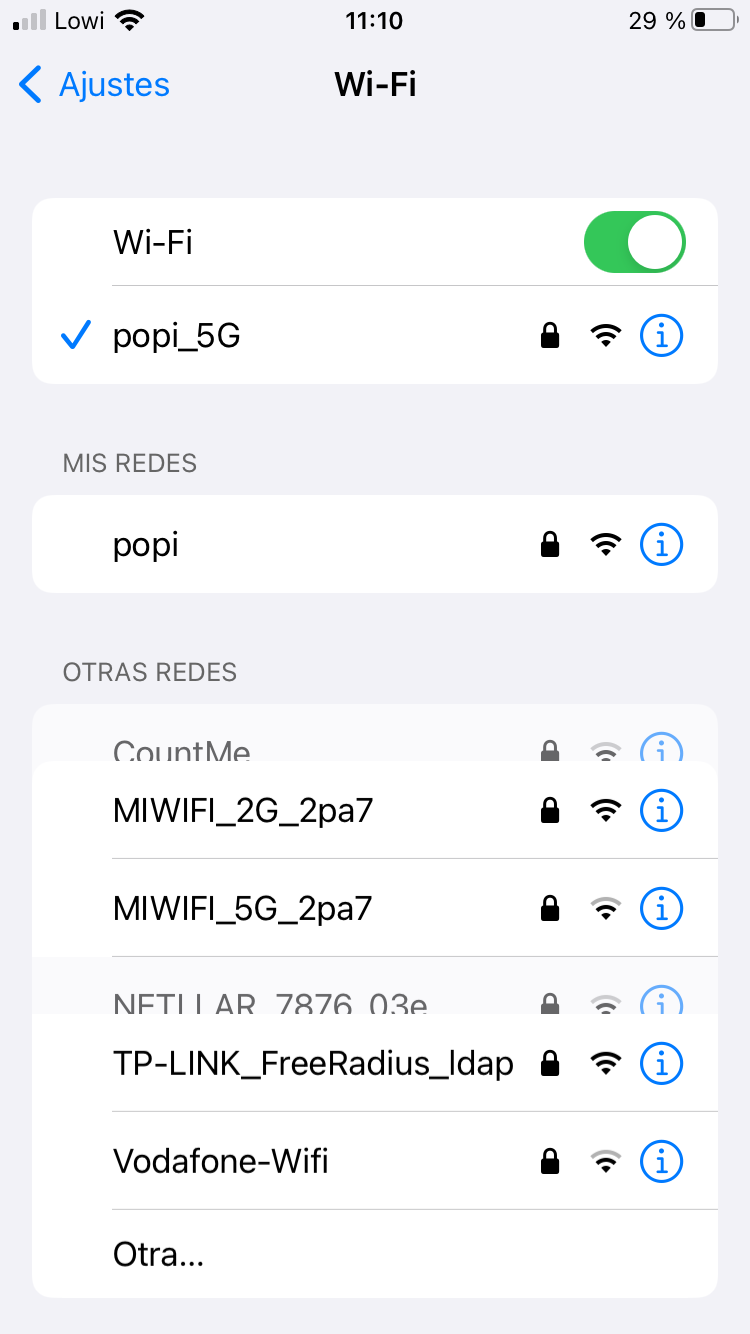 Lowi 11:10 29 %
Ajustes Wi-Fi
Wi-Fi
popi_5G
MIS REDES
popi
OTRAS REDES
CountMe
MIWIFI_2G_2pa7
MIWIFI_5G_2pa7
NETLLAR_7876_03e
TP-LINK_FreeRadius_ldap
Vodafone-Wifi
Otra...